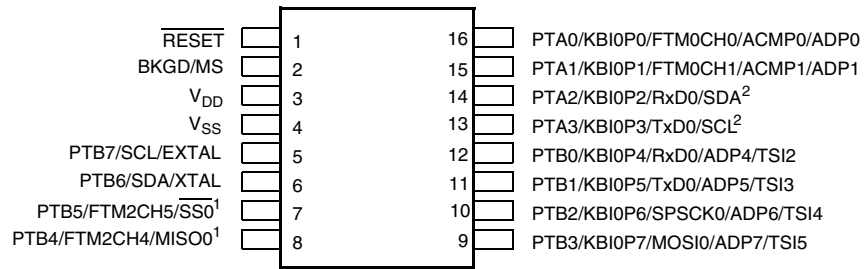 RESET 1 16 PTA0/KBI0P0/FTM0CH0/ACMP0/ADP0
BKGD/MS 2 15 PTA1/KBI0P1/FTM0CH1/ACMP1/ADP1
VDD 3 14 PTA2/KBI0P2/RxD0/SDA2
VSS 4 13 PTA3/KBI0P3/TxD0/SCL2
PTB7/SCL/EXTAL 5 12 PTB0/KBI0P4/RxD0/ADP4/TSI2
PTB6/SDA/XTAL 6 11 PTB1/KBI0P5/TxD0/ADP5/TSI3
PTB5/FTM2CH5/SS01 7 10 PTB2/KBI0P6/SPSCK0/ADP6/TSI4
PTB4/FTM2CH4/MISO01 8 9 PTB3/KBI0P7/MOSI0/ADP7/TSI5